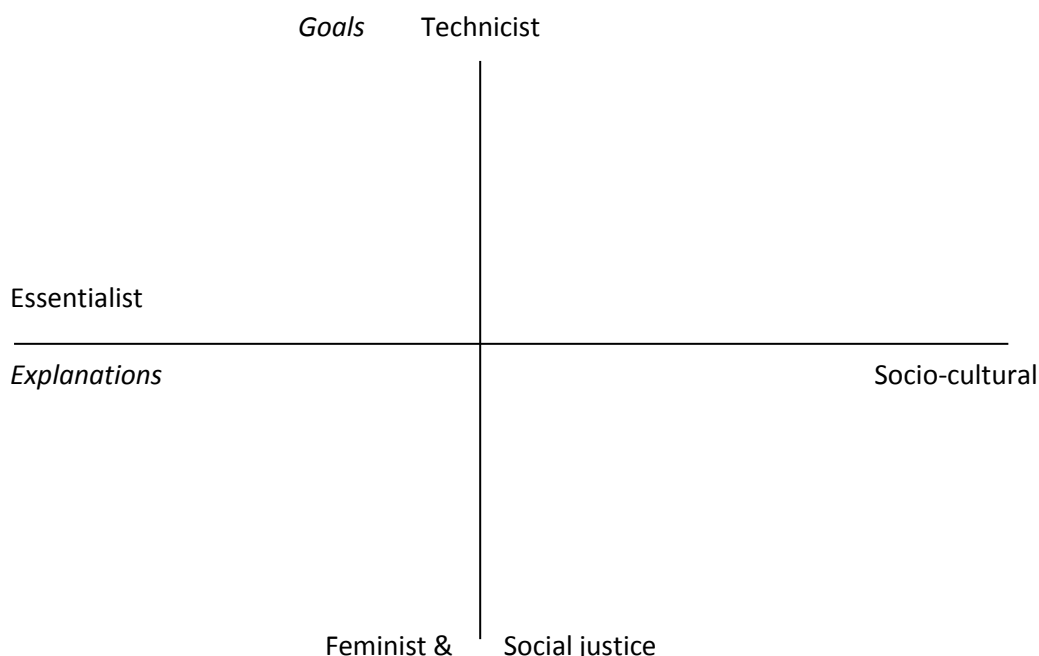 Goals Technicist
Essentialist
Explanations
Socio-cultural
Feminist & Social justice